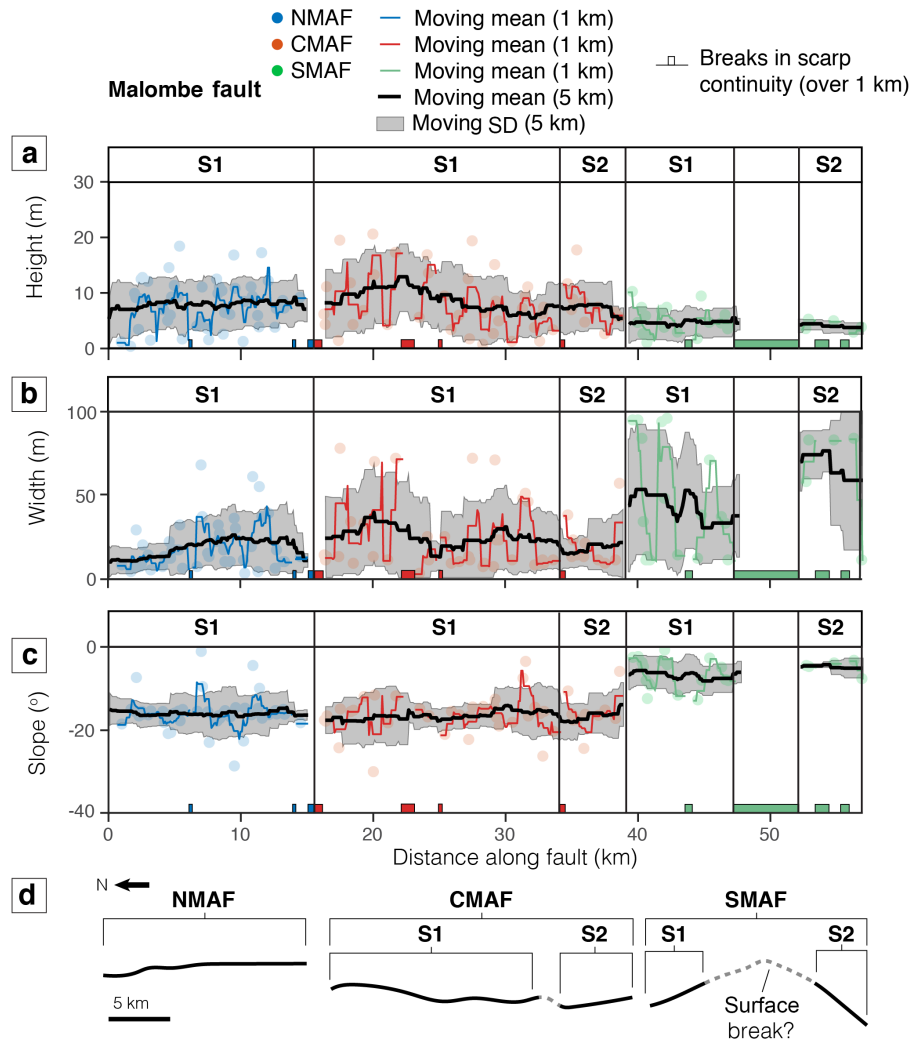 NMAF Moving mean (1 km)
CMAF Moving mean (1 km)
SMAF Moving mean (1 km)
Malombe fault Moving mean (5 km)
Moving SD (5 km)
Breaks in scarp
continuity (over 1 km)
a
S1 S1 S2 S1 S2
Height (m)
30
20
10
0
b
S1 S1 S2 S1 S2
Width (m)
100
50
0
c
S1 S1 S2 S1 S2
Slope (°)
0
-20
-40
0 10 20 30 40 50
Distance along fault (km)
d
N
NMAF CMAF SMAF
S1 S2 S1 S2
5 km
Surface
break?